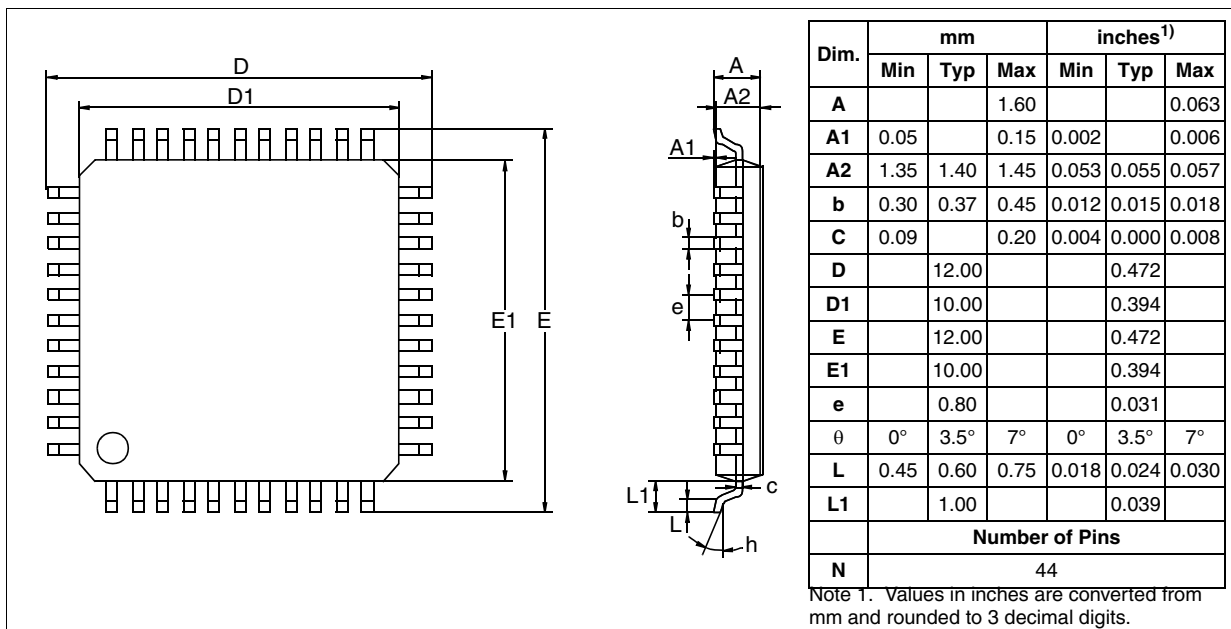 D
D1
E1 E
A
A2
A1
b
e
L1
c
L
h
Dim. mm inches1)
Min Typ Max Min Typ Max
A 1.60 0.063
A1 0.05 0.15 0.002 0.006
A2 1.35 1.40 1.45 0.053 0.055 0.057
b 0.30 0.37 0.45 0.012 0.015 0.018
C 0.09 0.20 0.004 0.000 0.008
D 12.00 0.472
D1 10.00 0.394
E 12.00 0.472
E1 10.00 0.394
e 0.80 0.031
θ 0° 3.5° 7° 0° 3.5° 7°
L 0.45 0.60 0.75 0.018 0.024 0.030
L1 1.00 0.039
Number of Pins
N 44
Note 1. Values in inches are converted from
mm and rounded to 3 decimal digits.